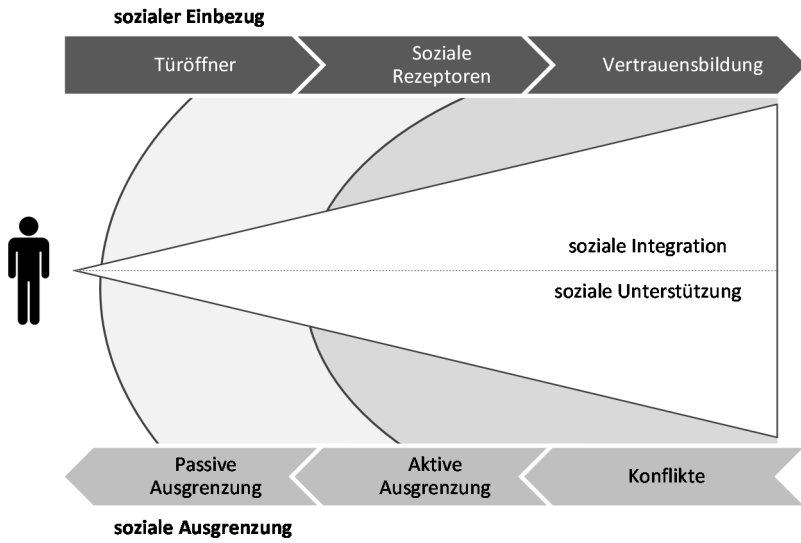 sozialer Einbezug
Türöffner
Soziale
Rezeptoren
Vertrauensbildung
soziale Integration
soziale Unterstützung
Passive
Ausgrenzung
Aktive
Ausgrenzung
Konflikte
soziale Ausgrenzung